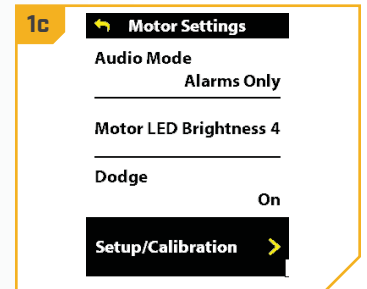 1c
Motor Settings
Audio Mode
Alarms Only
Motor LED Brightness 4
Dodge
On
Setup/Calibration >